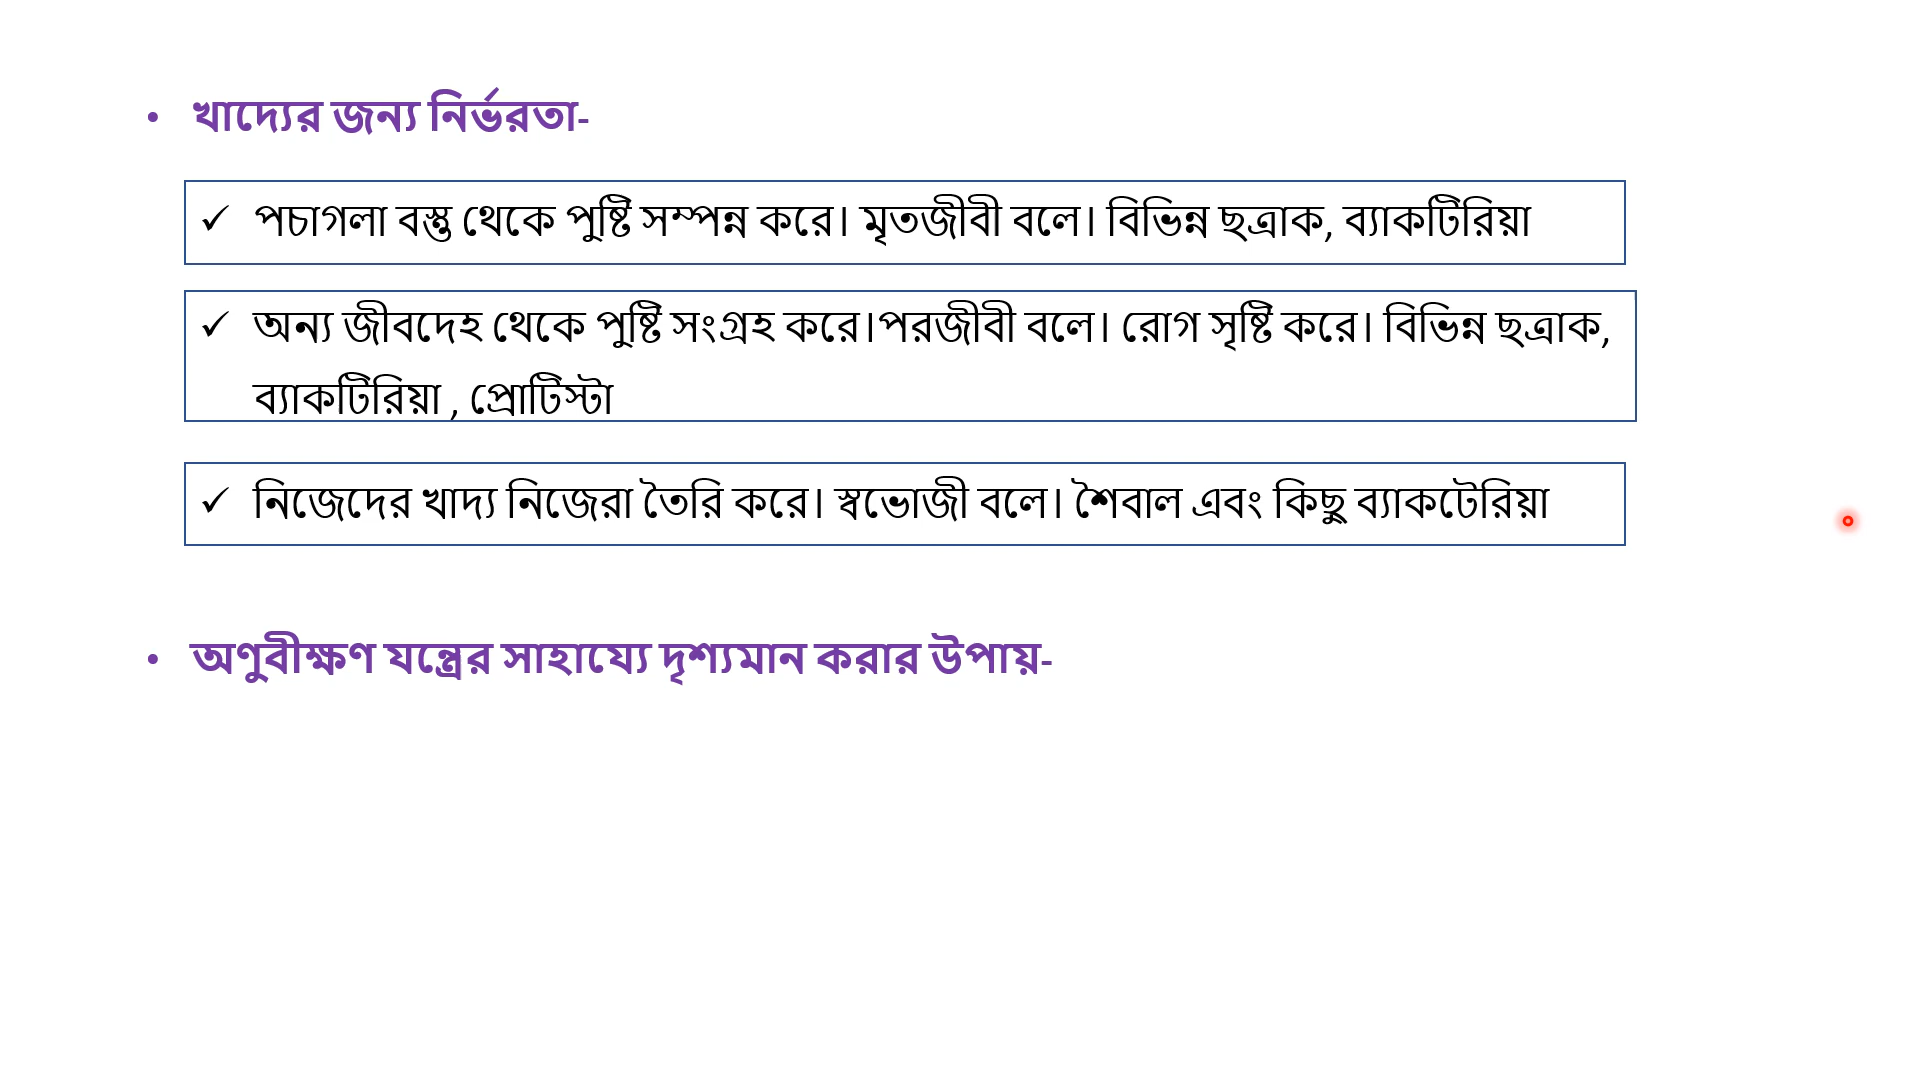 • খাদ্যের জন্য নির্ভরতা-
✓ পচাগলা বস্তু থেকে পুষ্টি সম্পন্ন করে। মৃতজীবী বলে। বিভিন্ন ছত্রাক, ব্যাকটিরিয়া
✓ অন্য জীবদেহ থেকে পুষ্টি সংগ্রহ করে।পরজীবী বলে। রোগ সৃষ্টি করে। বিভিন্ন ছত্রাক,
ব্যাকটিরিয়া , প্রোটিস্টা
✓ নিজেদের খাদ্য নিজেরা তৈরি করে। স্বভোজী বলে। শৈবাল এবং কিছু ব্যাকটেরিয়া
• অণুবীক্ষণ যন্ত্রের সাহায্যে দৃশ্যমান করার উপায়-